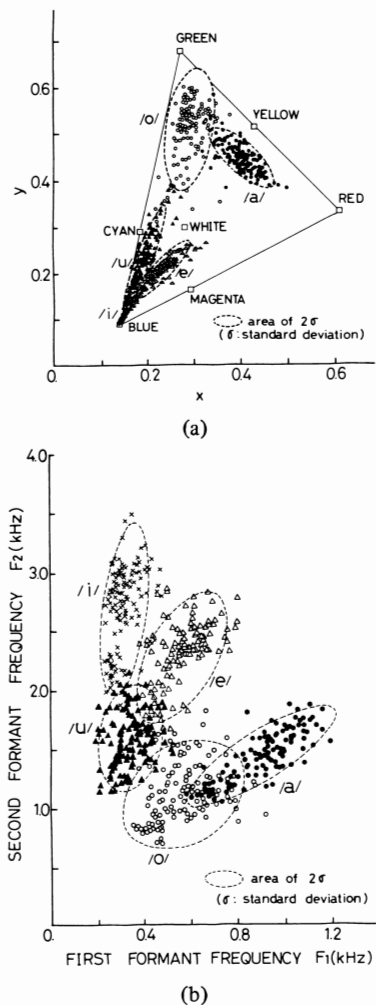 GREEN
0.6
/o/
YELLOW
y
0.4
/a/
RED
CYAN
WHITE
/u/
/e/
0.2
MAGENTA
/i/
BLUE
area of 2σ
(σ: standard deviation)
0
0 0.2 0.4 0.6
x
(a)
4.0
SECOND FORMANT FREQUENCY F2(kHz)
3.0
/i/
/e/
2.0
/u/
/a/
1.0
/o/
area of 2σ
(σ: standard deviation)
0 0.4 0.8 1.2
FIRST FORMANT FREQUENCY F1(kHz)
(b)